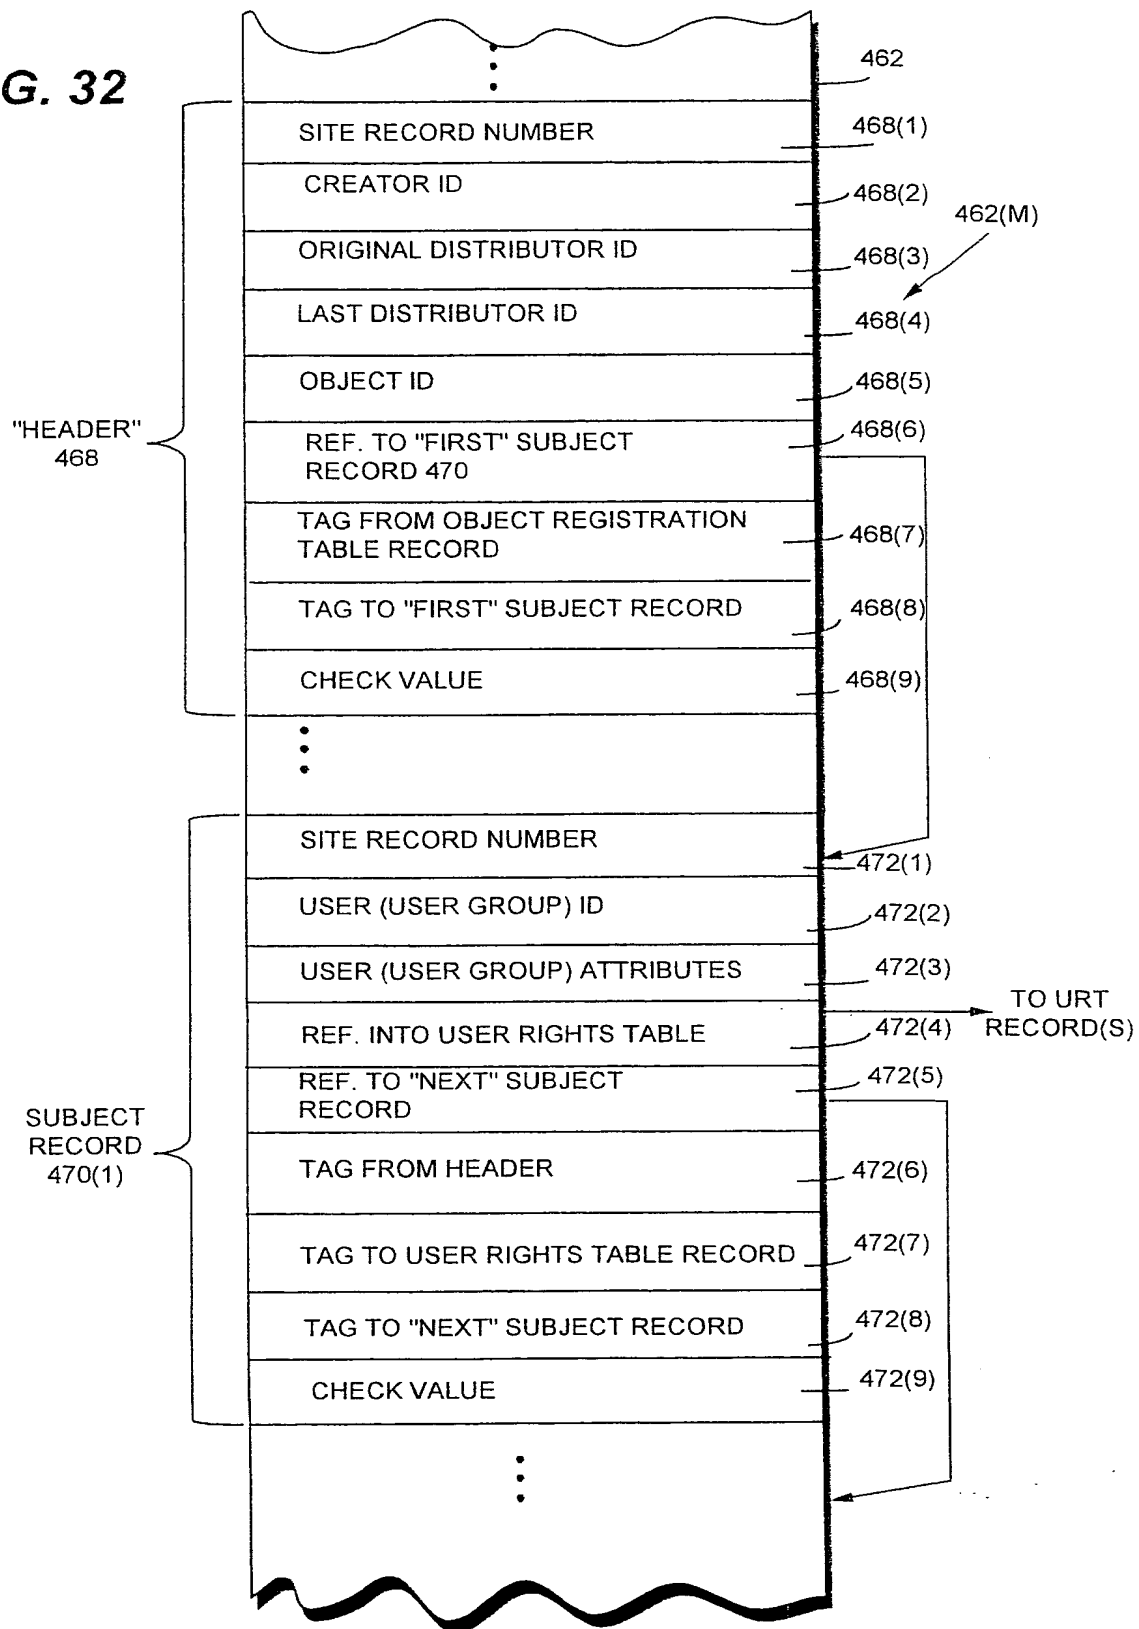 G. 32
462
SITE RECORD NUMBER
468(1)
CREATOR ID
468(2)
462(M)
ORIGINAL DISTRIBUTOR ID
468(3)
LAST DISTRIBUTOR ID
468(4)
OBJECT ID
468(5)
"HEADER"
468
REF. TO "FIRST" SUBJECT
RECORD 470
468(6)
TAG FROM OBJECT REGISTRATION
TABLE RECORD
468(7)
TAG TO "FIRST" SUBJECT RECORD
468(8)
CHECK VALUE
468(9)
SITE RECORD NUMBER
472(1)
USER (USER GROUP) ID
472(2)
USER (USER GROUP) ATTRIBUTES
472(3)
TO URT
RECORD(S)
REF. INTO USER RIGHTS TABLE
472(4)
REF. TO "NEXT" SUBJECT
RECORD
472(5)
SUBJECT
RECORD
470(1)
TAG FROM HEADER
472(6)
TAG TO USER RIGHTS TABLE RECORD
472(7)
TAG TO "NEXT" SUBJECT RECORD
472(8)
CHECK VALUE
472(9)